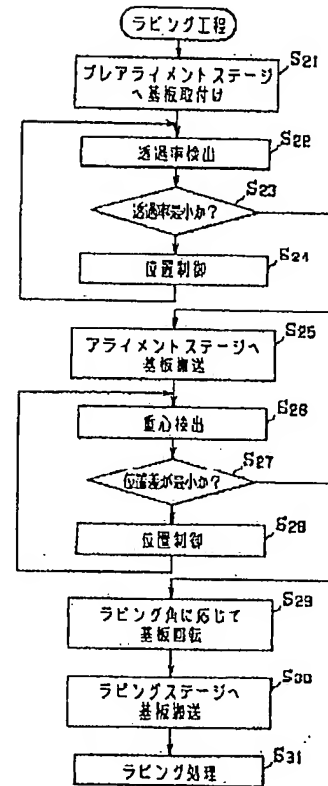 ラビング工程
S21
プレアライメントステージ
へ基板取付け
S22
透過率検出
S23
透過率最小か？
S24
位置制御
S25
アライメントステージへ
基板搬送
S26
重心検出
S27
位置差が最小か？
S28
位置制御
S29
ラビング角に応じて
基板回転
S30
ラビングステージへ
基板搬送
S31
ラビング処理